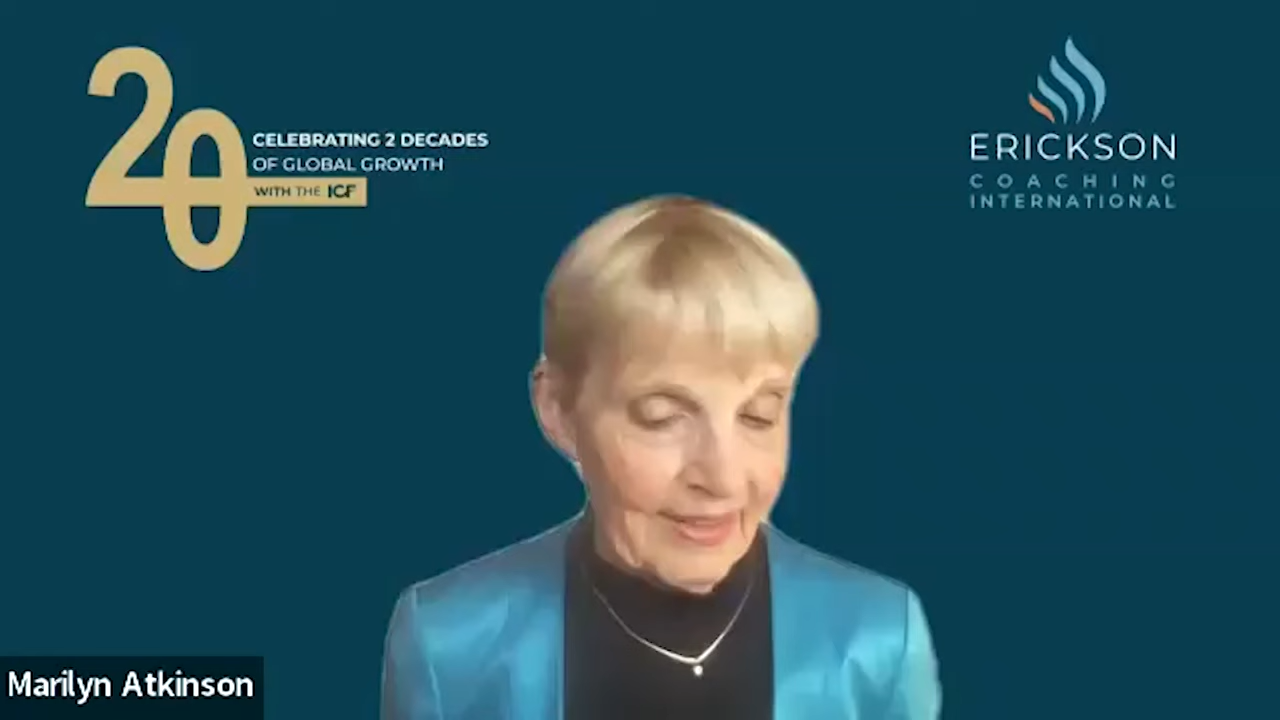 20
CELEBRATING 2 DECADES
OF GLOBAL GROWTH
WITH THE ICF
ERICKSON
COACHING
INTERNATIONAL
Marilyn Atkinson